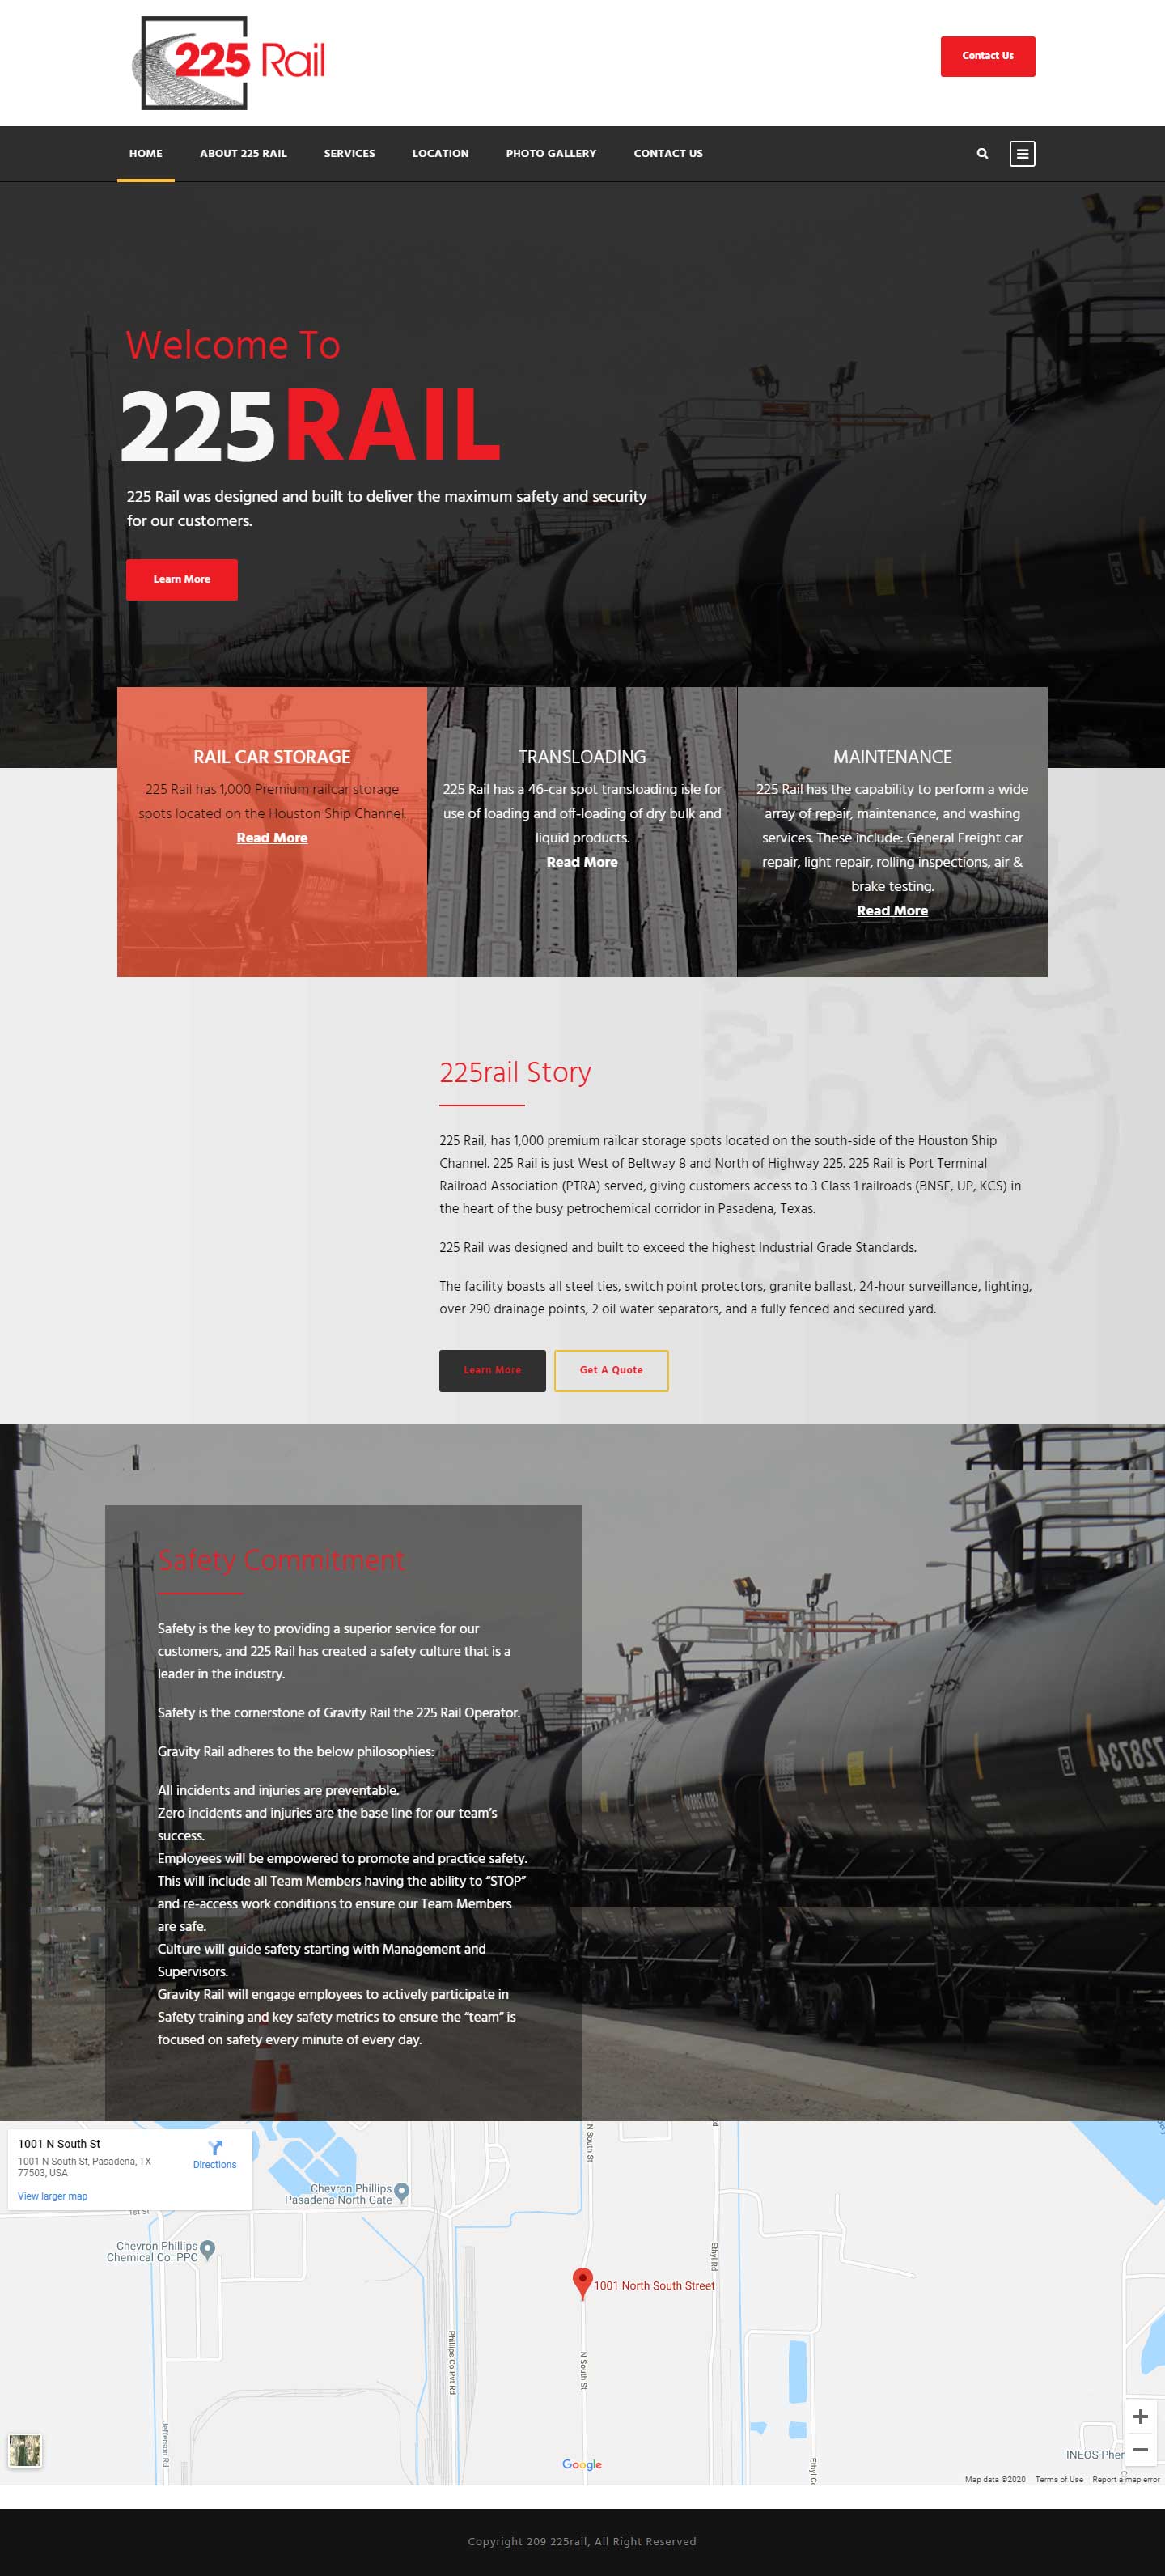 225 Rail
Contact Us
HOME
ABOUT 225 RAIL
SERVICES
LOCATION
PHOTO GALLERY
CONTACT US
Welcome To
225RAIL
225 Rail was designed and built to deliver the maximum safety and security
for our customers.
Learn More
RAIL CAR STORAGE
225 Rail has 1,000 Premium railcar storage
spots located on the Houston Ship Channel.
Read More
TRANSLOADING
225 Rail has a 46-car spot transloading isle for
use of loading and off-loading of dry bulk and
liquid products.
Read More
MAINTENANCE
225 Rail has the capability to perform a wide
array of repair, maintenance, and washing
services. These include: General Freight car
repair, light repair, rolling inspections, air &
brake testing.
Read More
225rail Story
225 Rail, has 1,000 premium railcar storage spots located on the south-side of the Houston Ship
Channel. 225 Rail is just West of Beltway 8 and North of Highway 225. 225 Rail is Port Terminal
Railroad Association (PTRA) served, giving customers access to 3 Class 1 railroads (BNSF, UP, KCS) in
the heart of the busy petrochemical corridor in Pasadena, Texas.
225 Rail was designed and built to exceed the highest Industrial Grade Standards.
The facility boasts all steel ties, switch point protectors, granite ballast, 24-hour surveillance, lighting,
over 290 drainage points, 2 oil water separators, and a fully fenced and secured yard.
Learn More
Get A Quote
Safety Commitment
Safety is the key to providing a superior service for our
customers, and 225 Rail has created a safety culture that is a
leader in the industry.
Safety is the cornerstone of Gravity Rail the 225 Rail Operator.
Gravity Rail adheres to the below philosophies:
All incidents and injuries are preventable.
Zero incidents and injuries are the base line for our team's
success.
Employees will be empowered to promote and practice safety.
This will include all Team Members having the ability to “STOP”
and re-access work conditions to ensure our Team Members
are safe.
Culture will guide safety starting with Management and
Supervisors.
Gravity Rail will engage employees to actively participate in
Safety training and key safety metrics to ensure the “team” is
focused on safety every minute of every day.
1001 N South St
1001 N South St, Pasadena, TX
77503, USA
Directions
View larger map
1st St
Chevron Phillips
Pasadena North Gate
Chevron Phillips
Chemical Co. PPC
N South St
Ethyl Rd
1001 North South Street
Phillips Co Pvt Rd
N South St
Jefferson Rd
INEOS Phen
Google
Map data ©2020
Terms of Use
Report a map error
Copyright 209 225rail, All Right Reserved